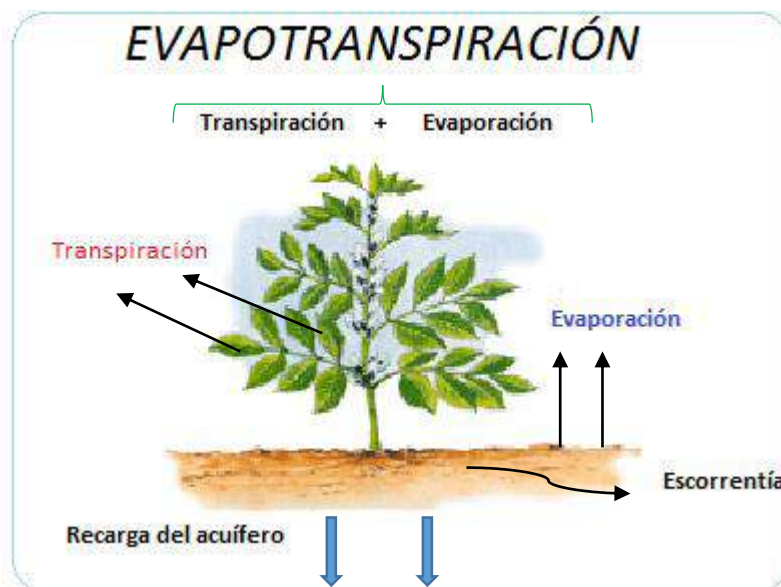 EVAPOTRANSPIRACIÓN
Transpiración + Evaporación
Transpiración
Evaporación
Escorrentía
Recarga del acuífero